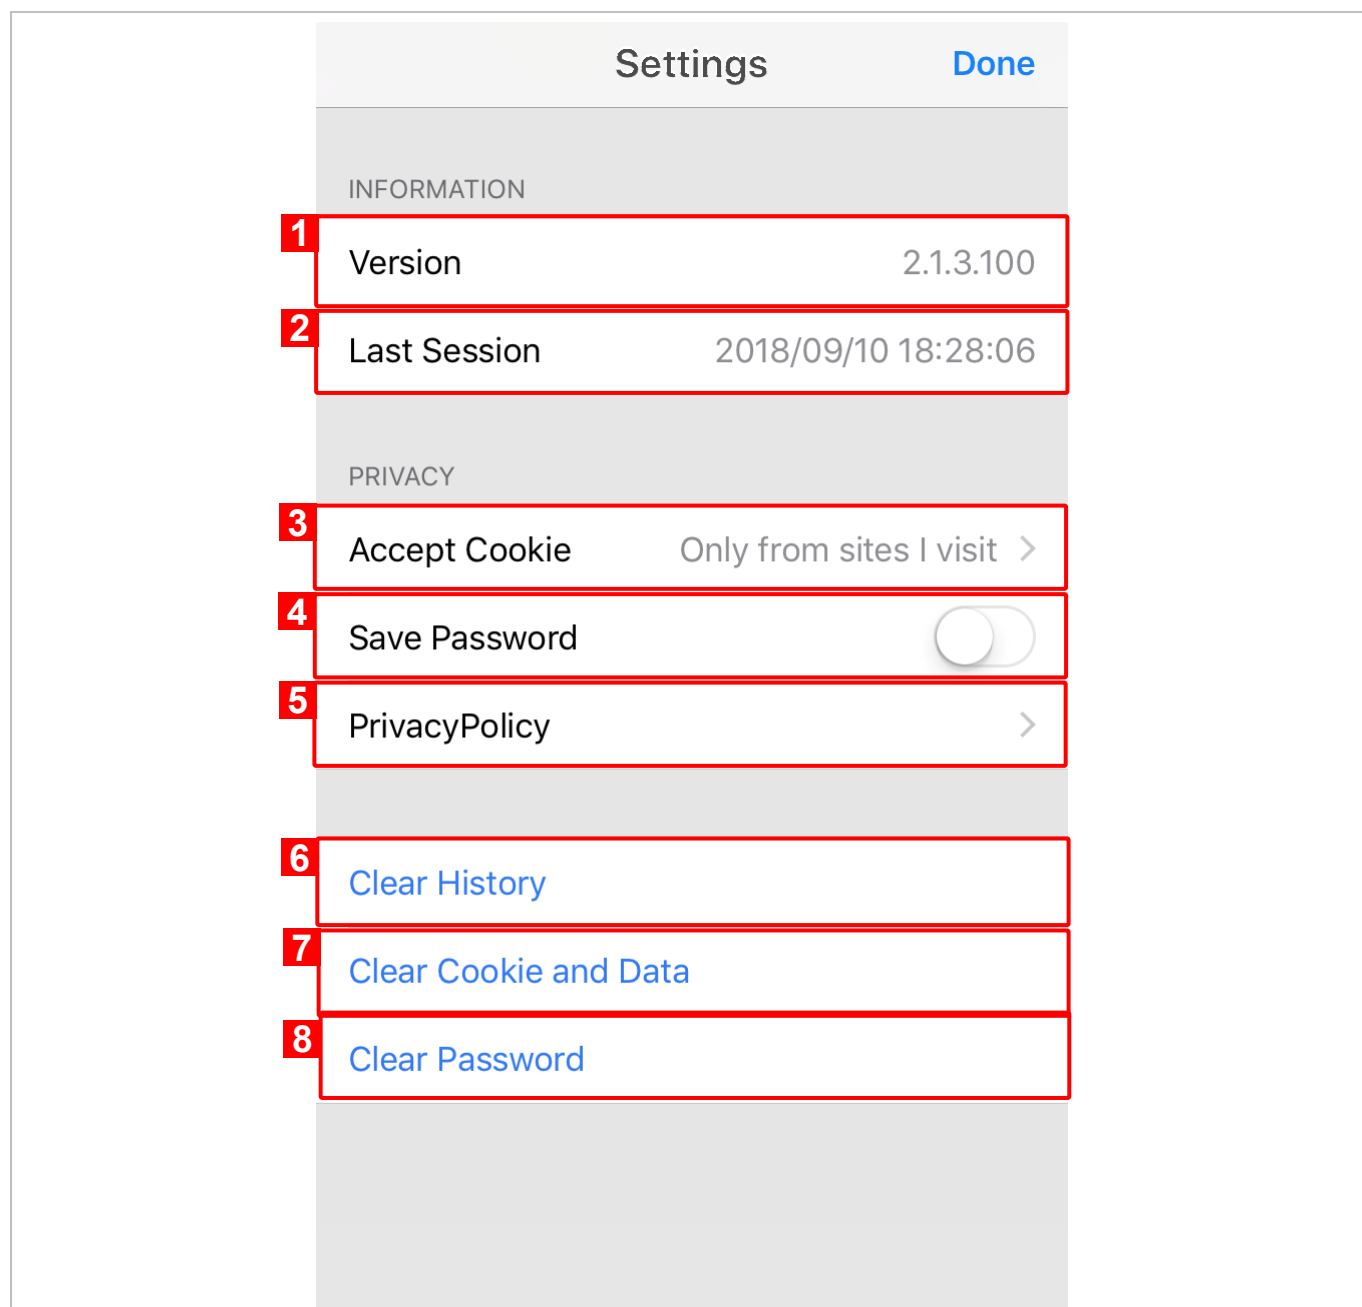 Settings Done
INFORMATION
1
Version 2.1.3.100
2
Last Session 2018/09/10 18:28:06
PRIVACY
3
Accept Cookie Only from sites I visit
4
Save Password
5
PrivacyPolicy
6
Clear History
7
Clear Cookie and Data
8
Clear Password